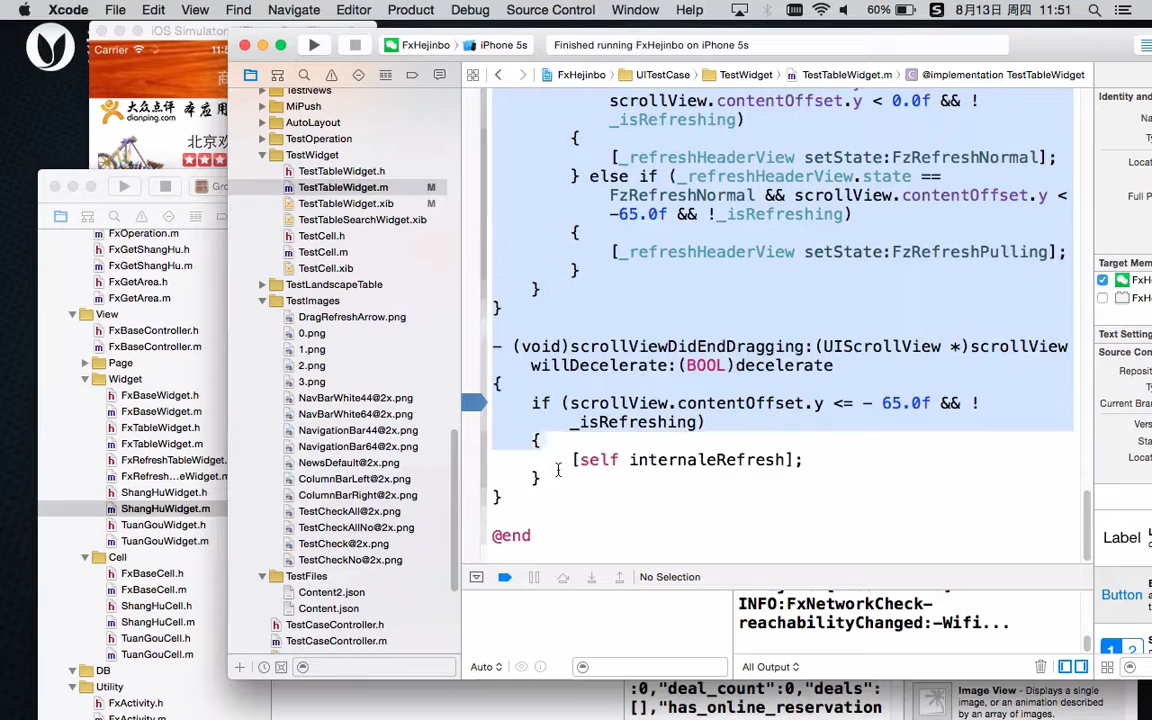 Xcode File Edit View Find Navigate Editor Product Debug Source Control Window Help 60% 8月13日 周四 11:51
iOS Simulator
Carrier
FxHejinbo iPhone 5s
Finished running FxHejinbo on iPhone 5s
FxHejinbo UITestCase TestWidget TestTableWidget.m @implementation TestTableWidget
大众点评
dianping.com
北京欢
TestNews
MiPush
AutoLayout
TestOperation
TestWidget
TestTableWidget.h
TestTableWidget.m M
TestTableWidget.xib M
TestTableSearchWidget.xib
TestCell.h
TestCell.m
TestCell.xib
TestLandscapeTable
TestImages
DragRefreshArrow.png
0.png
1.png
2.png
3.png
NavBarWhite44@2x.png
NavBarWhite64@2x.png
NavigationBar44@2x.png
NavigationBar64@2x.png
NewsDefault@2x.png
ColumnBarLeft@2x.png
ColumnBarRight@2x.png
TestCheckAll@2x.png
TestCheckAllNo@2x.png
TestCheck@2x.png
TestCheckNo@2x.png
TestFiles
Content2.json
Content.json
TestCaseController.h
TestCaseController.m
FxOperation.m
FxGetShangHu.h
FxGetShangHu.m
FxGetArea.h
FxGetArea.m
View
FxBaseController.h
FxBaseController.m
Page
Widget
FxBaseWidget.h
FxBaseWidget.m
FxTableWidget.h
FxTableWidget.m
FxRefreshTableWidget.h
FxRefresh...eWidget.m
ShangHuWidget.h
ShangHuWidget.m
TuanGouWidget.h
TuanGouWidget.m
Cell
FxBaseCell.h
FxBaseCell.m
ShangHuCell.h
ShangHuCell.m
TuanGouCell.h
TuanGouCell.m
DB
Utility
FxActivity.h
FxActivity.m
scrollView.contentOffset.y < 0.0f && !
_isRefreshing)
{
[_refreshHeaderView setState:FzRefreshNormal];
} else if (_refreshHeaderView.state ==
FzRefreshNormal && scrollView.contentOffset.y <
-65.0f && !_isRefreshing)
{
[_refreshHeaderView setState:FzRefreshPulling];
}
}
}
- (void)scrollViewDidEndDragging:(UIScrollView *)scrollView
willDecelerate:(BOOL)decelerate
{
if (scrollView.contentOffset.y <= - 65.0f && !
_isRefreshing)
{
[self internaleRefresh];
}
}
@end
No Selection
INFO:FxNetworkCheck-
reachabilityChanged:-Wifi...
Auto
All Output
:0,"deal_count":0,"deals":
[],"has_online_reservation
Identity and
Target Mem
Text Setting
Label
Button
1 2
Image View - Displays a single
image, or an animation described
by an array of images.